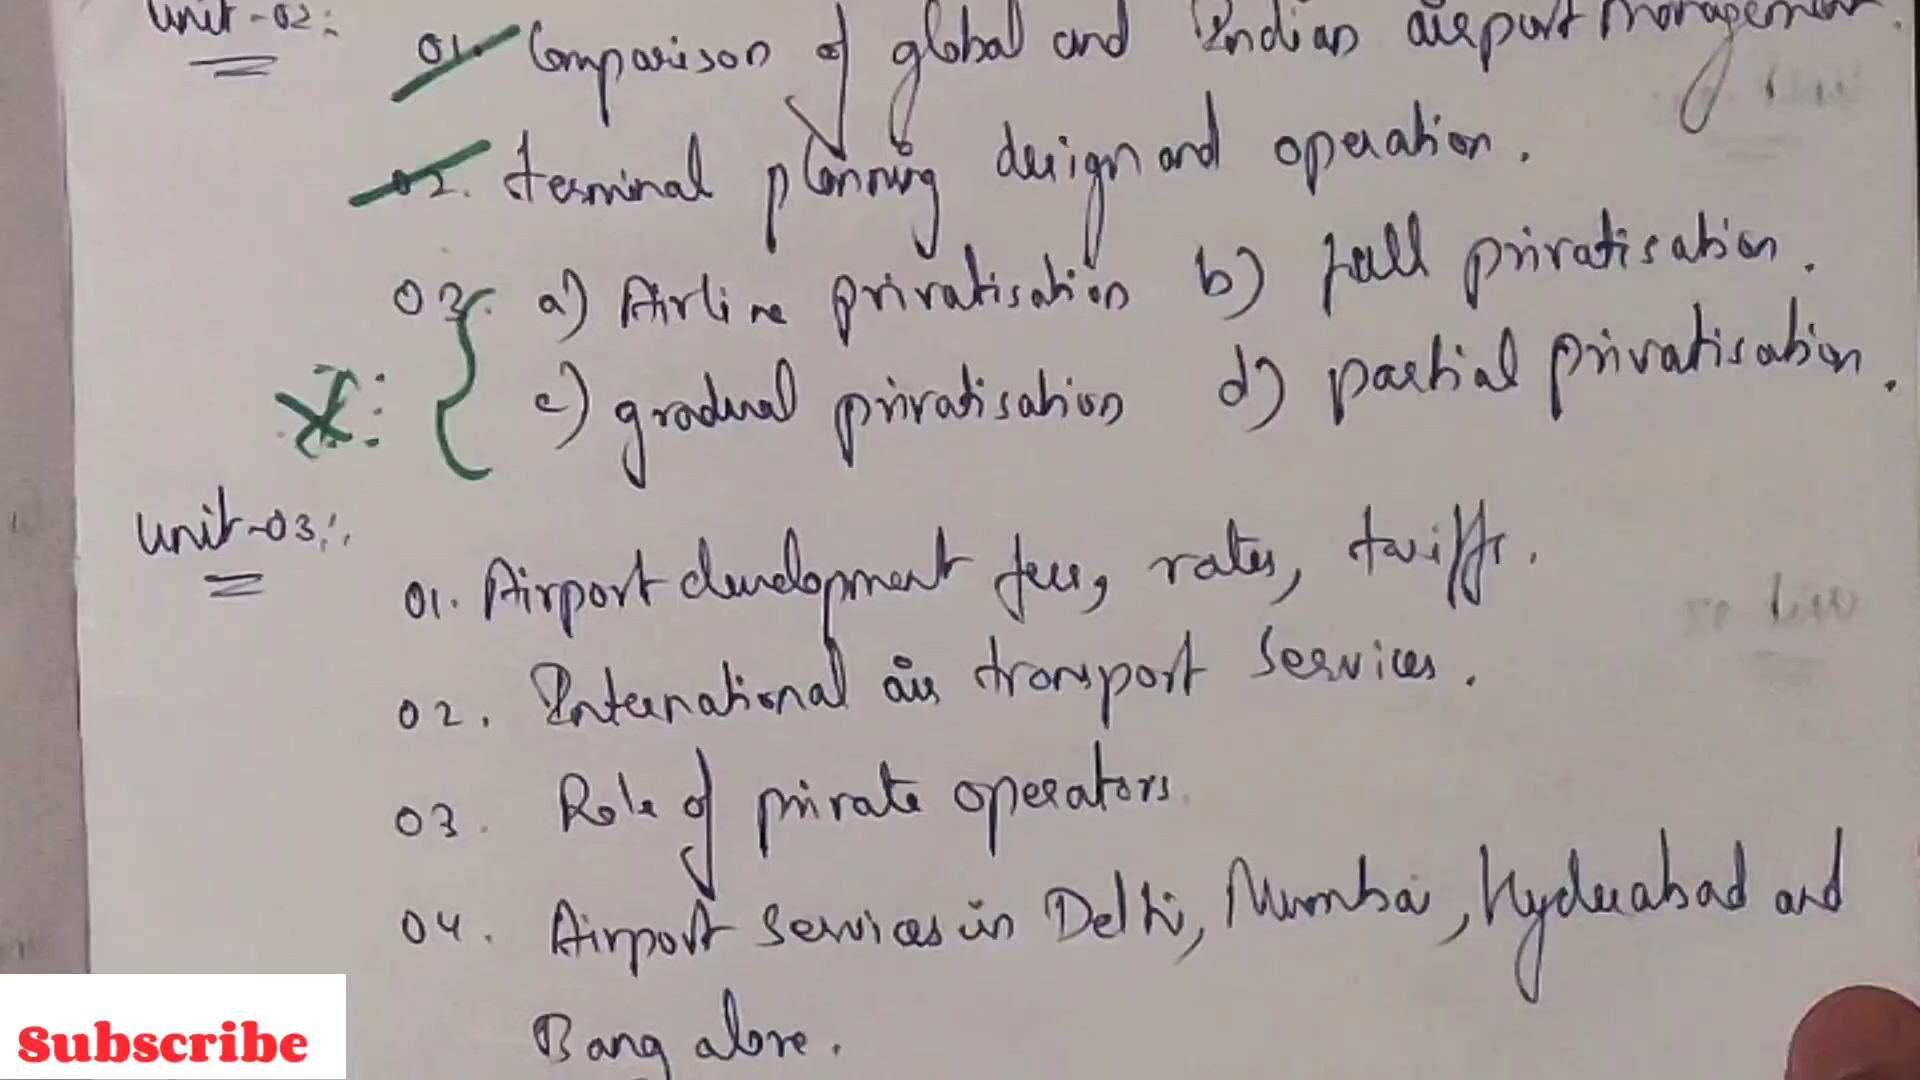 Unit-02:
01. Comparison of global and Indian airport management.
02. terminal planning design and operation.
03. a) Airline privatisation b) full privatisation.
c) gradual privatisation d) partial privatisation.
Unit-03:
01. Airport development fees, rates, tariffs.
02. International air transport services.
03. Role of private operators.
04. Airport services in Delhi, Mumbai, Hyderabad and
Bangalore.
Subscribe